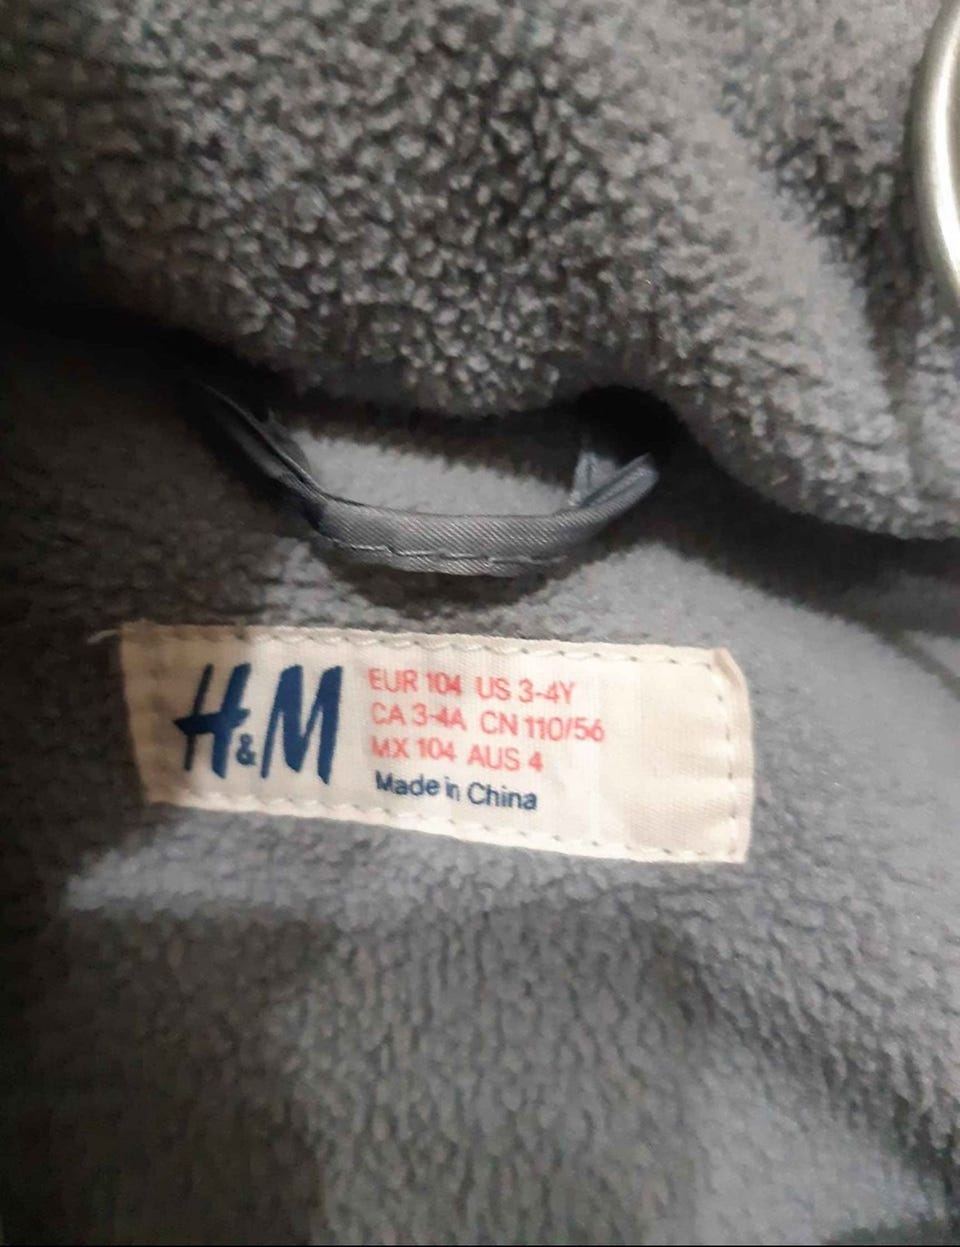 H&M
EUR 104 US 3-4Y
CA 3-4A CN 110/56
MX 104 AUS 4
Made in China